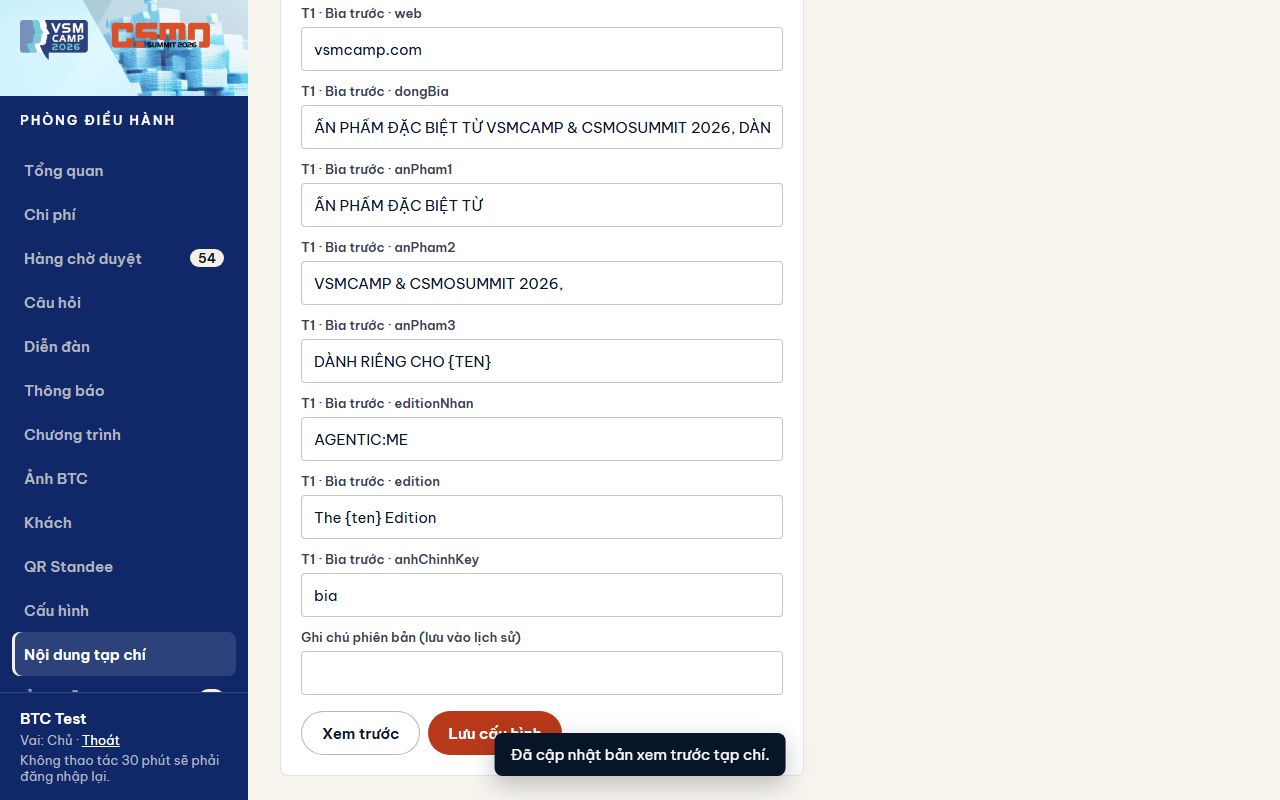 VSM
CAMP
2026
CSMO
SUMMIT 2026
PHÒNG ĐIỀU HÀNH
Tổng quan
Chi phí
Hàng chờ duyệt
54
Câu hỏi
Diễn đàn
Thông báo
Chương trình
Ảnh BTC
Khách
QR Standee
Cấu hình
Nội dung tạp chí
BTC Test
Vai: Chủ · Thoát
Không thao tác 30 phút sẽ phải
đăng nhập lại.
T1 · Bìa trước · web
vsmcamp.com
T1 · Bìa trước · dongBia
ẤN PHẨM ĐẶC BIỆT TỪ VSMCAMP & CSMOSUMMIT 2026, DÀN
T1 · Bìa trước · anPham1
ẤN PHẨM ĐẶC BIỆT TỪ
T1 · Bìa trước · anPham2
VSMCAMP & CSMOSUMMIT 2026,
T1 · Bìa trước · anPham3
DÀNH RIÊNG CHO {TEN}
T1 · Bìa trước · editionNhan
AGENTIC:ME
T1 · Bìa trước · edition
The {ten} Edition
T1 · Bìa trước · anhChinhKey
bia
Ghi chú phiên bản (lưu vào lịch sử)
Xem trước
Lưu cấu hình
Đã cập nhật bản xem trước tạp chí.